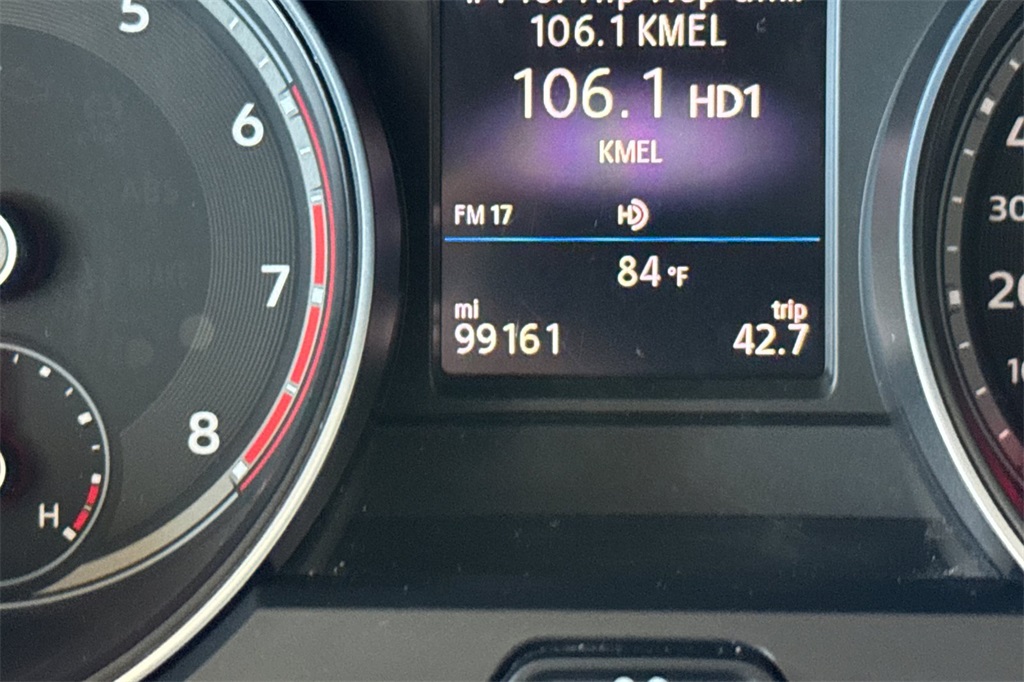 106.1 KMEL
106.1 HD1
KMEL
FM 17 HD
84 °F
mi trip
99161 42.7
5
6
7
8
H
30